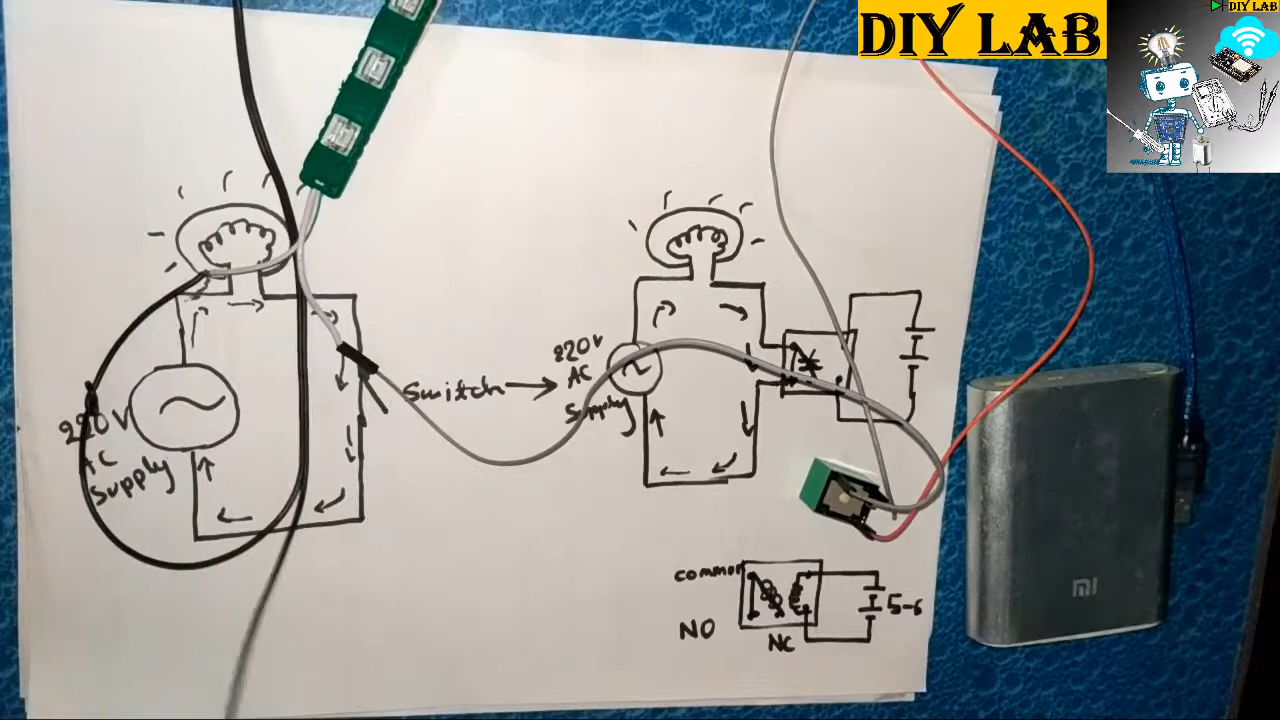 DIY LAB
DIY LAB
220V
AC
Supply
Switch
220V
AC
Supply
common
NO
NC
5-6
mi